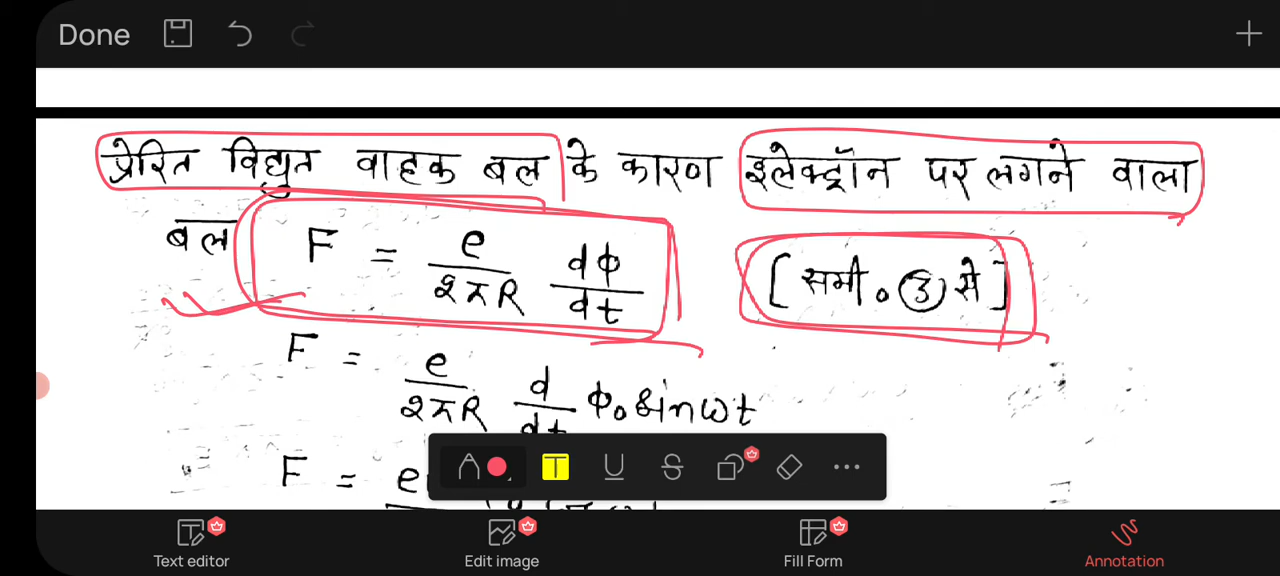 Done
प्रेरित विद्युत वाहक बल के कारण इलेक्ट्रॉन पर लगने वाला
बल F = e/2πR dϕ/dt [समी. ③ से]
F = e/2πR d/dt ϕ₀ sinωt
F = e
T
U
S
Text editor
Edit image
Fill Form
Annotation